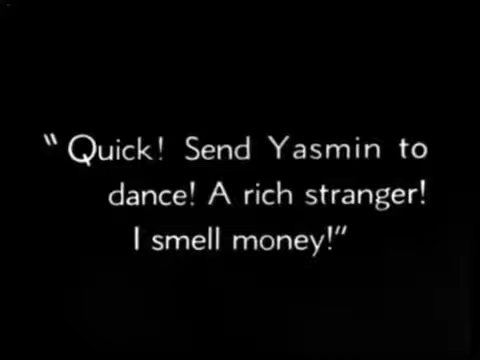 "Quick! Send Yasmin to
dance! A rich stranger!
I smell money!"